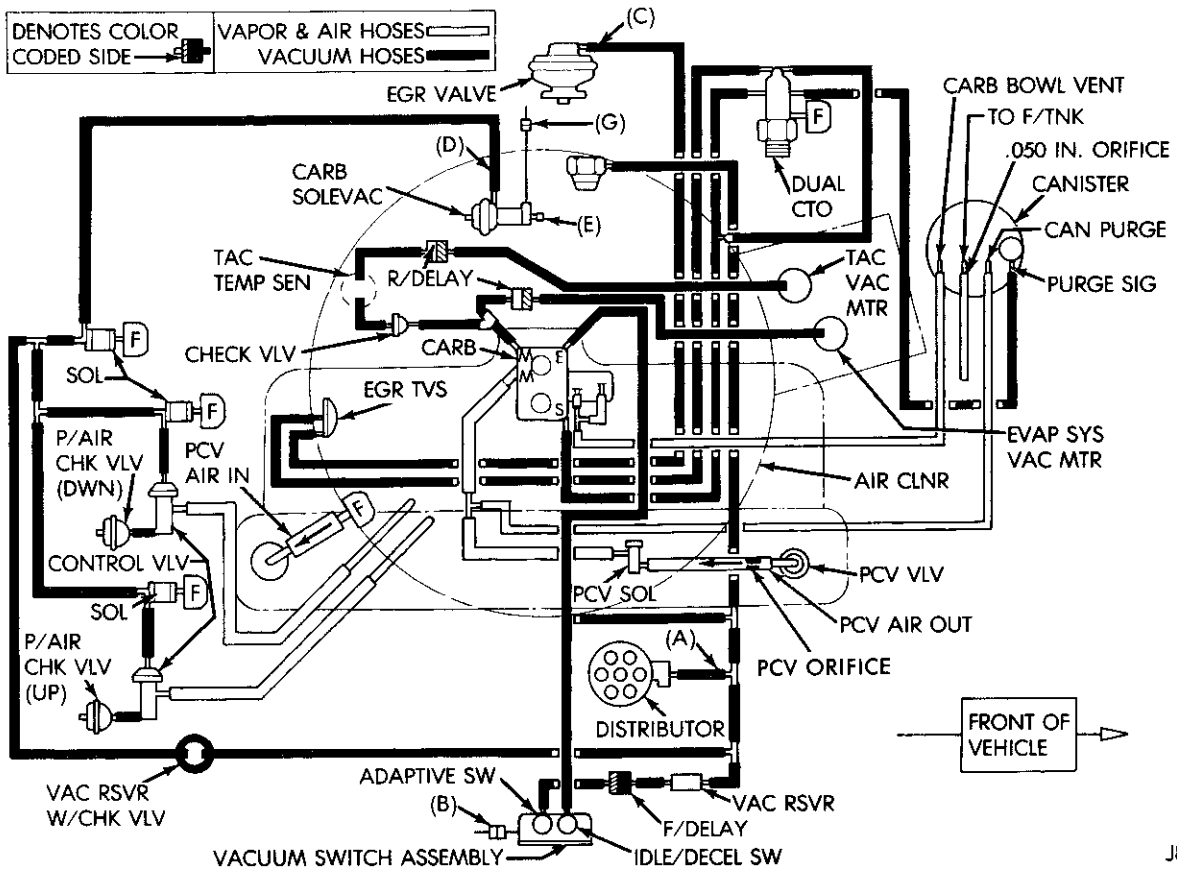 DENOTES COLOR
CODED SIDE
VAPOR & AIR HOSES
VACUUM HOSES
(C)
EGR VALVE
(G)
(D)
CARB
SOLEVAC
(E)
F
DUAL
CTO
CARB BOWL VENT
TO F/TNK
.050 IN. ORIFICE
CANISTER
CAN PURGE
PURGE SIG
TAC
TEMP SEN
R/DELAY
TAC
VAC
MTR
CHECK VLV
CARB
M
M
E
S
EVAP SYS
VAC MTR
F
SOL
F
EGR TVS
P/AIR
CHK VLV
(DWN)
PCV
AIR IN
F
AIR CLNR
CONTROL VLV
F
SOL
PCV SOL
PCV VLV
PCV AIR OUT
PCV ORIFICE
P/AIR
CHK VLV
(UP)
(A)
DISTRIBUTOR
FRONT OF
VEHICLE
VAC RSVR
W/CHK VLV
ADAPTIVE SW
(B)
VAC RSVR
F/DELAY
VACUUM SWITCH ASSEMBLY
IDLE/DECEL SW